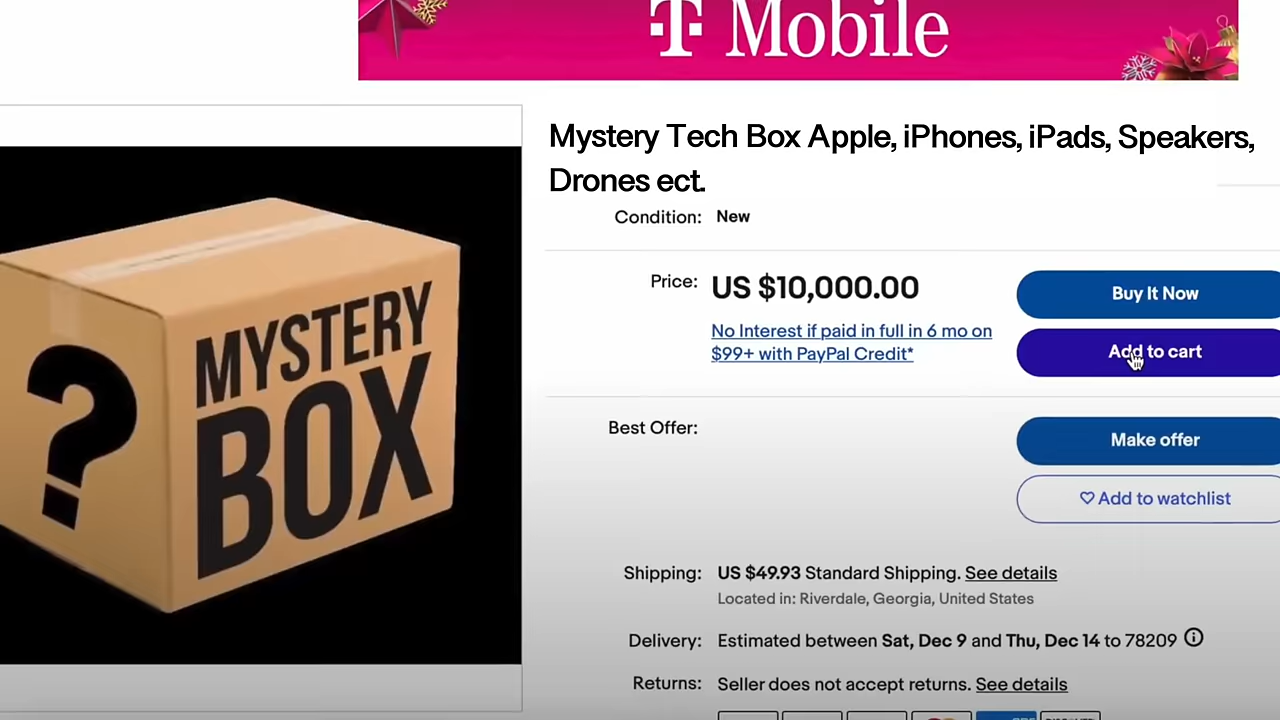 T Mobile
Mystery Tech Box Apple, iPhones, iPads, Speakers,
Drones ect.
Condition: New
MYSTERY
BOX
?
Price: US $10,000.00
Buy It Now
No Interest if paid in full in 6 mo on
$99+ with PayPal Credit*
Add to cart
Best Offer:
Make offer
Add to watchlist
Shipping: US $49.93 Standard Shipping. See details
Located in: Riverdale, Georgia, United States
Delivery: Estimated between Sat, Dec 9 and Thu, Dec 14 to 78209
Returns: Seller does not accept returns. See details